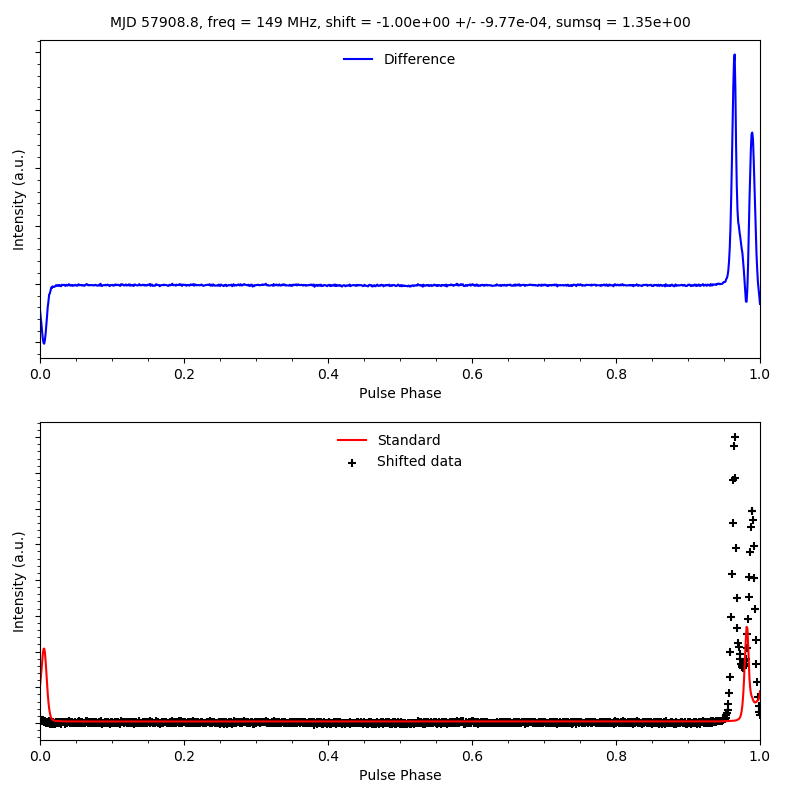 MJD 57908.8, freq = 149 MHz, shift = -1.00e+00 +/- -9.77e-04, sumsq = 1.35e+00
Difference
Intensity (a.u.)
0.0 0.2 0.4 0.6 0.8 1.0
Pulse Phase
Standard
Shifted data
Intensity (a.u.)
0.0 0.2 0.4 0.6 0.8 1.0
Pulse Phase